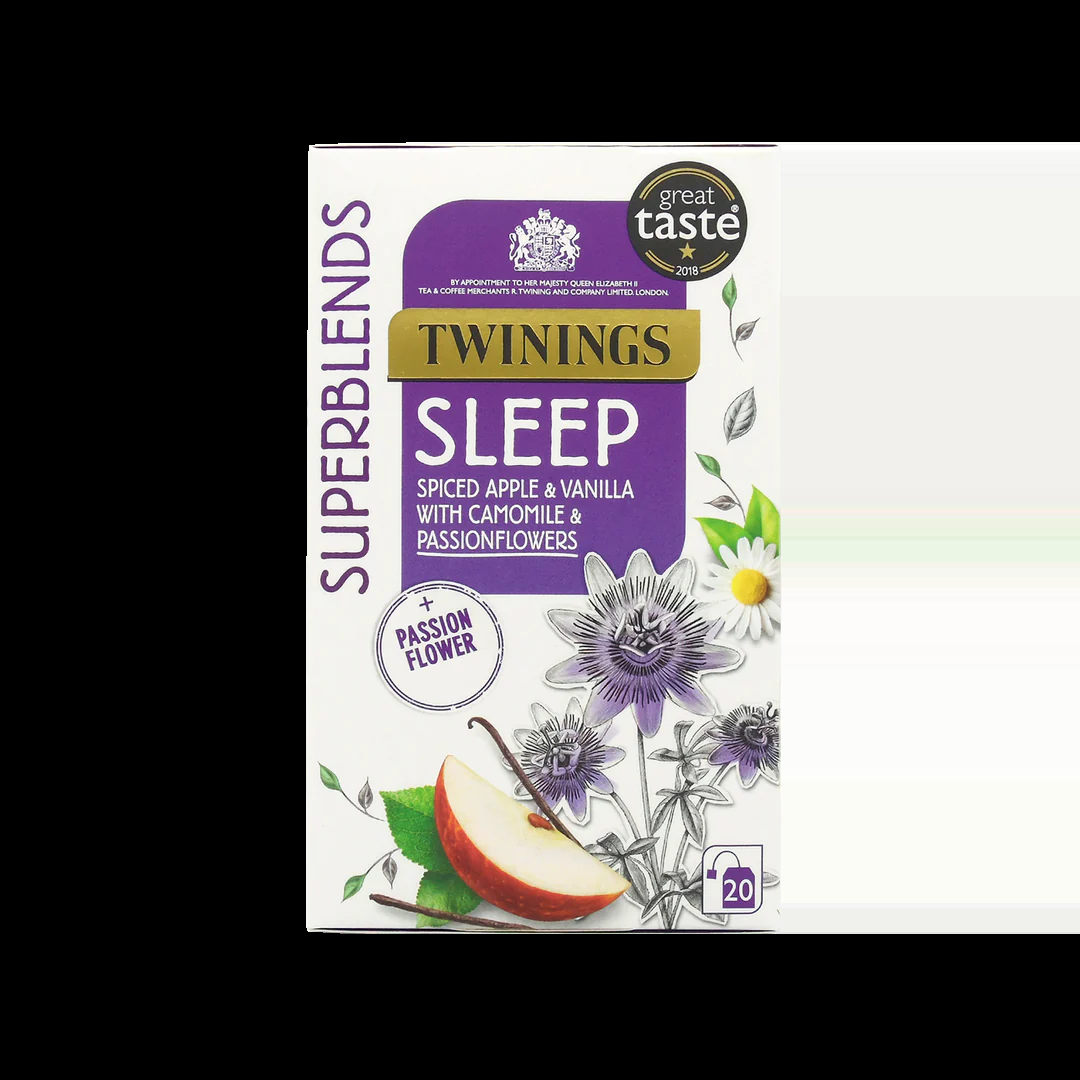 SUPERBLENDS
great
taste®
2018
BY APPOINTMENT TO HER MAJESTY QUEEN ELIZABETH II
TEA & COFFEE MERCHANTS R. TWINING AND COMPANY LIMITED. LONDON.
TWININGS
SLEEP
SPICED APPLE & VANILLA
WITH CAMOMILE &
PASSIONFLOWERS
+
PASSION
FLOWER
20